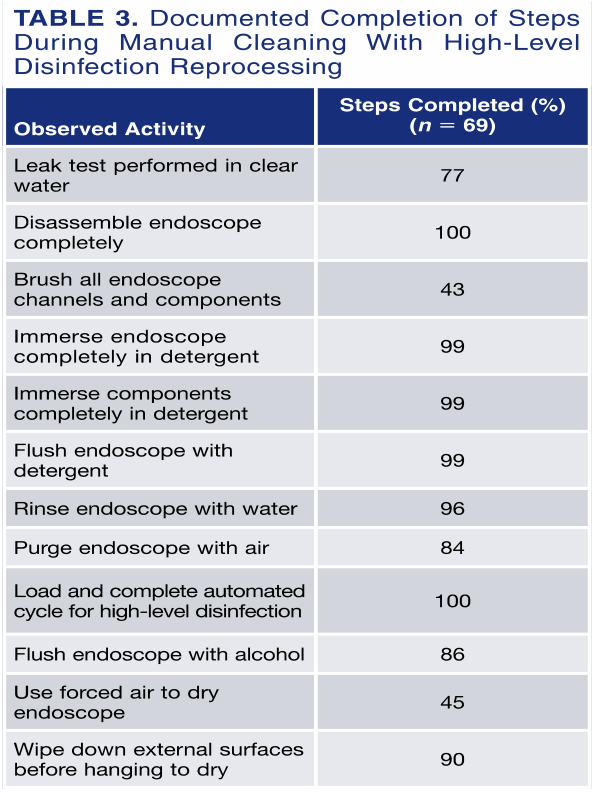 TABLE 3. Documented Completion of Steps
During Manual Cleaning With High-Level
Disinfection Reprocessing
Observed Activity
Steps Completed (%)
(n = 69)
Leak test performed in clear
water
77
Disassemble endoscope
completely
100
Brush all endoscope
channels and components
43
Immerse endoscope
completely in detergent
99
Immerse components
completely in detergent
99
Flush endoscope with
detergent
99
Rinse endoscope with water
96
Purge endoscope with air
84
Load and complete automated
cycle for high-level disinfection
100
Flush endoscope with alcohol
86
Use forced air to dry
endoscope
45
Wipe down external surfaces
before hanging to dry
90